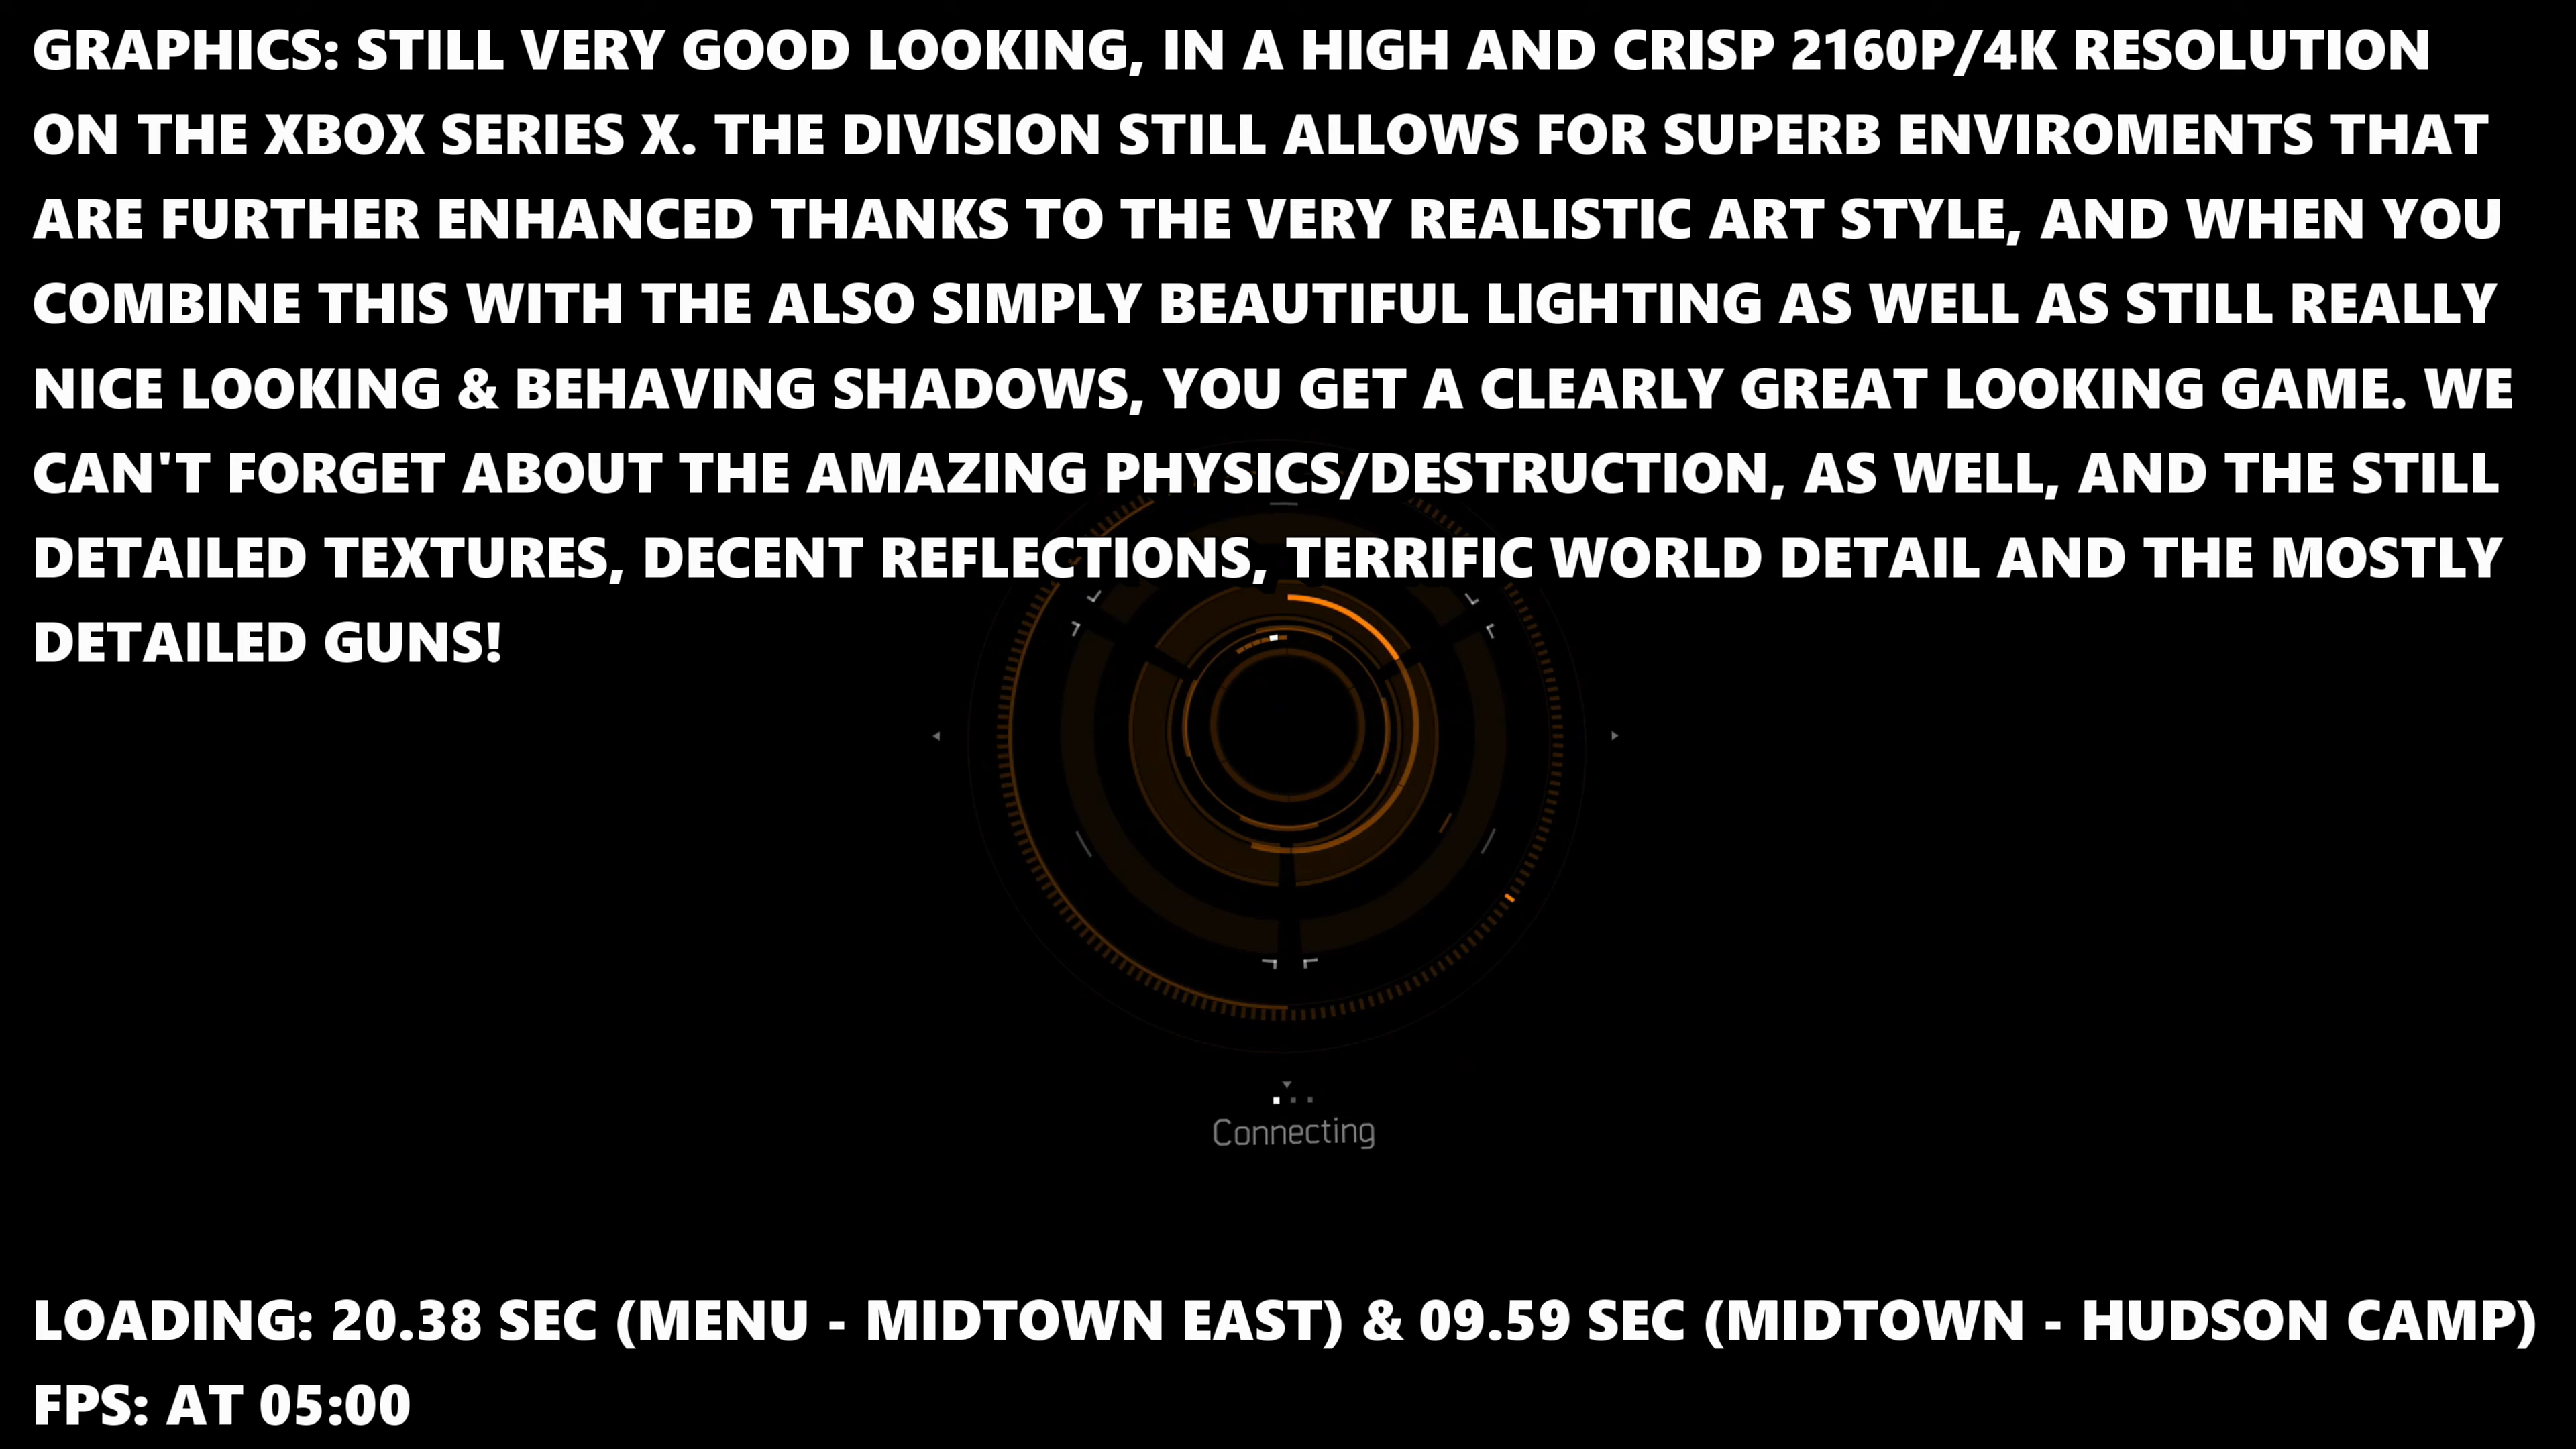 GRAPHICS: STILL VERY GOOD LOOKING, IN A HIGH AND CRISP 2160P/4K RESOLUTION
ON THE XBOX SERIES X. THE DIVISION STILL ALLOWS FOR SUPERB ENVIROMENTS THAT
ARE FURTHER ENHANCED THANKS TO THE VERY REALISTIC ART STYLE, AND WHEN YOU
COMBINE THIS WITH THE ALSO SIMPLY BEAUTIFUL LIGHTING AS WELL AS STILL REALLY
NICE LOOKING & BEHAVING SHADOWS, YOU GET A CLEARLY GREAT LOOKING GAME. WE
CAN'T FORGET ABOUT THE AMAZING PHYSICS/DESTRUCTION, AS WELL, AND THE STILL
DETAILED TEXTURES, DECENT REFLECTIONS, TERRIFIC WORLD DETAIL AND THE MOSTLY
DETAILED GUNS!
Connecting
LOADING: 20.38 SEC (MENU - MIDTOWN EAST) & 09.59 SEC (MIDTOWN - HUDSON CAMP)
FPS: AT 05:00